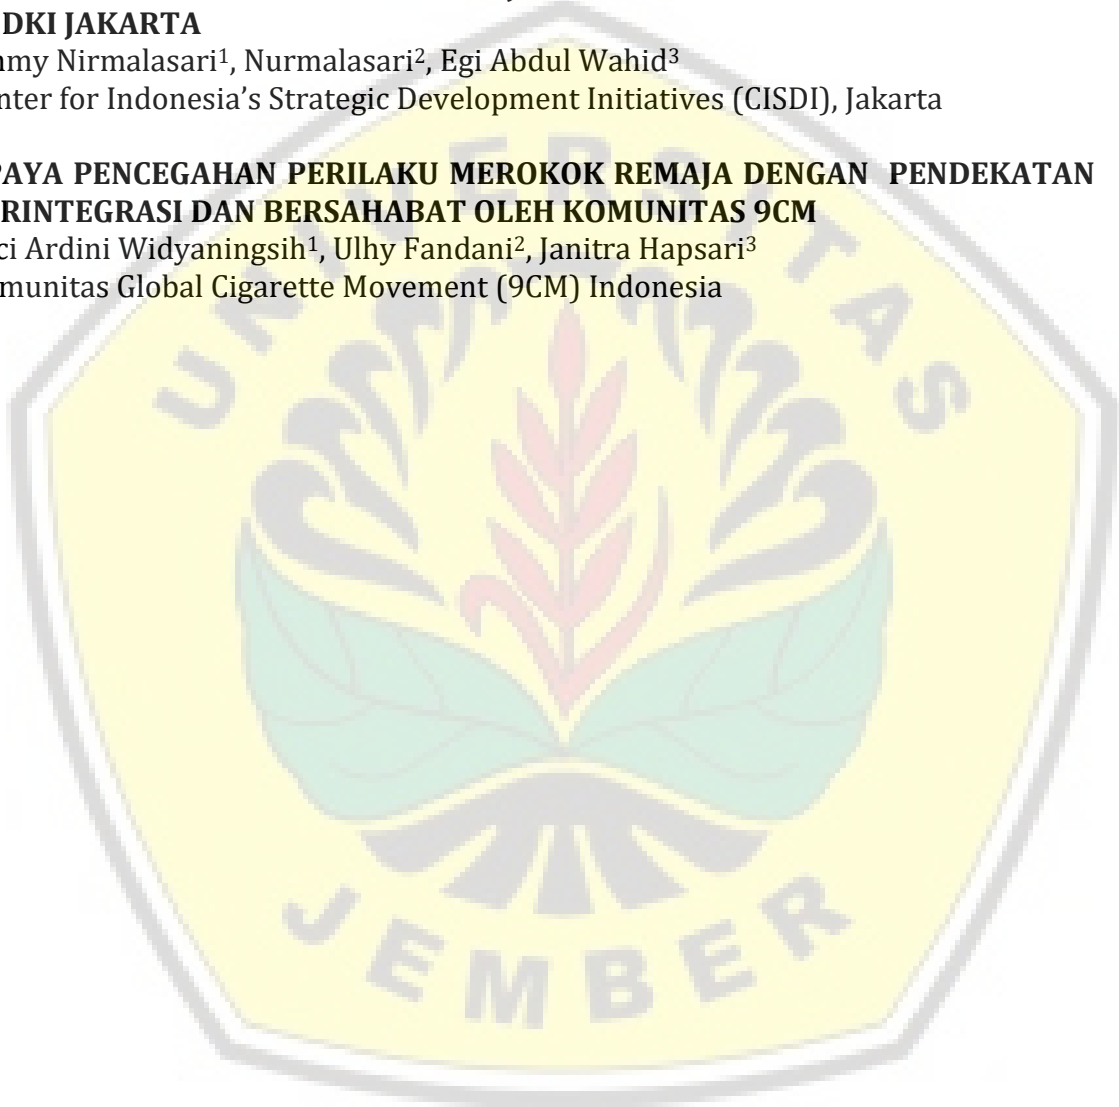 DKI JAKARTA
mmy Nirmalasari¹, Nurmalasari², Egi Abdul Wahid³
nter for Indonesia's Strategic Development Initiatives (CISDI), Jakarta
PAYA PENCEGAHAN PERILAKU MEROKOK REMAJA DENGAN PENDEKATAN
RINTEGRASI DAN BERSAHABAT OLEH KOMUNITAS 9CM
ci Ardini Widyaningsih¹, Ulhy Fandani², Janitra Hapsari³
munitas Global Cigarette Movement (9CM) Indonesia
UNIVERSITAS
JEMBER